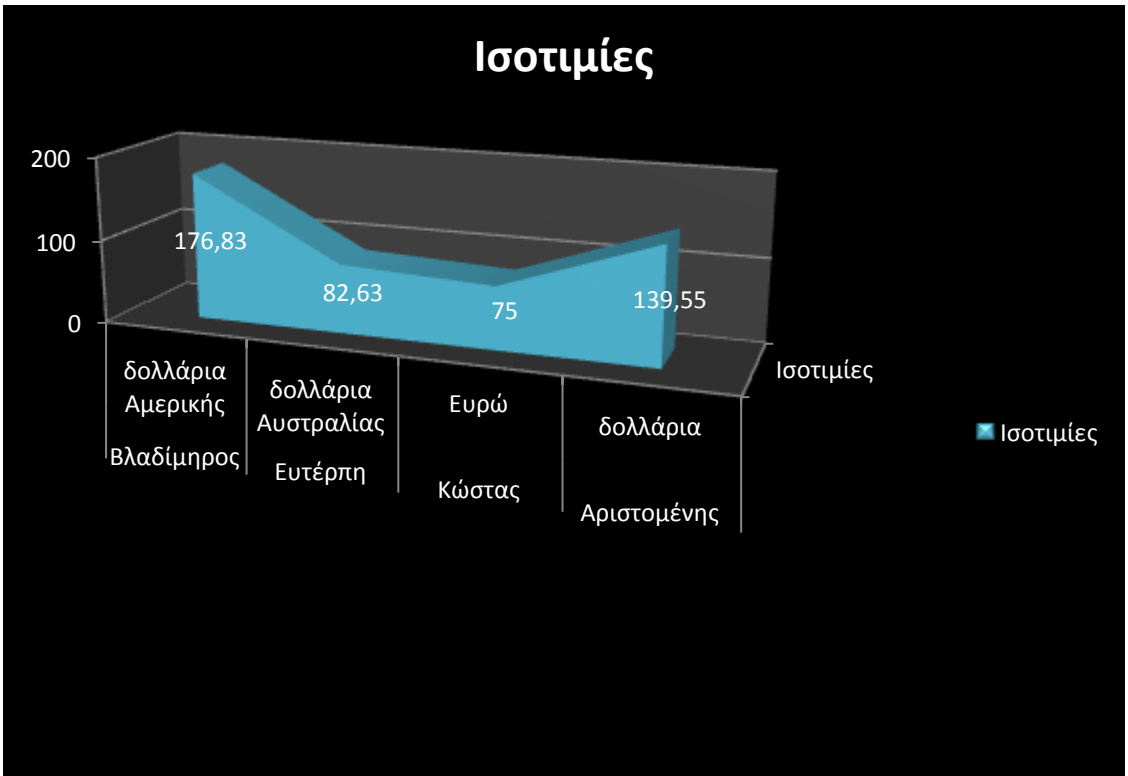 Ισοτιμίες
200
100
0
176,83
82,63
75
139,55
δολλάρια
Αμερικής
δολλάρια
Αυστραλίας
Ευρώ
δολλάρια
Βλαδίμηρος
Ευτέρπη
Κώστας
Αριστομένης
Ισοτιμίες
Ισοτιμίες